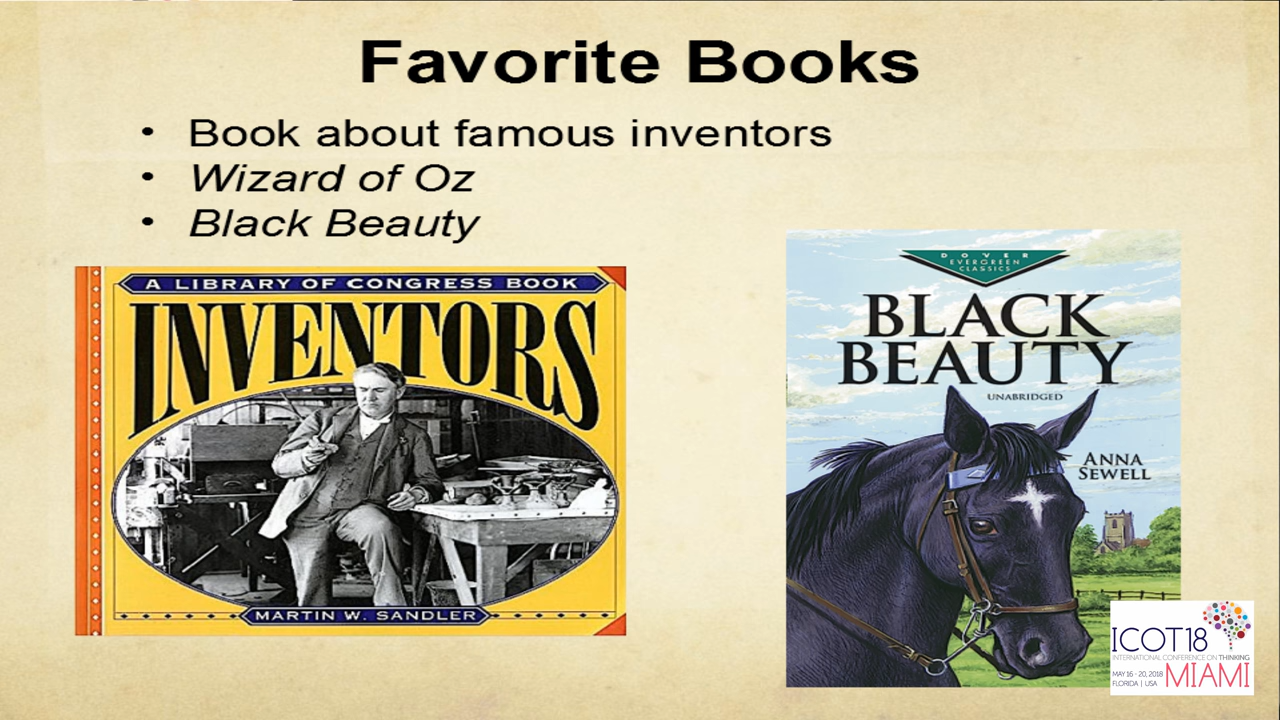 Favorite Books
• Book about famous inventors
• Wizard of Oz
• Black Beauty
A LIBRARY OF CONGRESS BOOK
INVENTORS
MARTIN W. SANDLER
DOVER
EVERGREEN
CLASSICS
BLACK
BEAUTY
UNABRIDGED
ANNA
SEWELL
ICOT18
INTERNATIONAL CONFERENCE ON THINKING
MAY 16 - 20, 2018
FLORIDA | USA
MIAMI